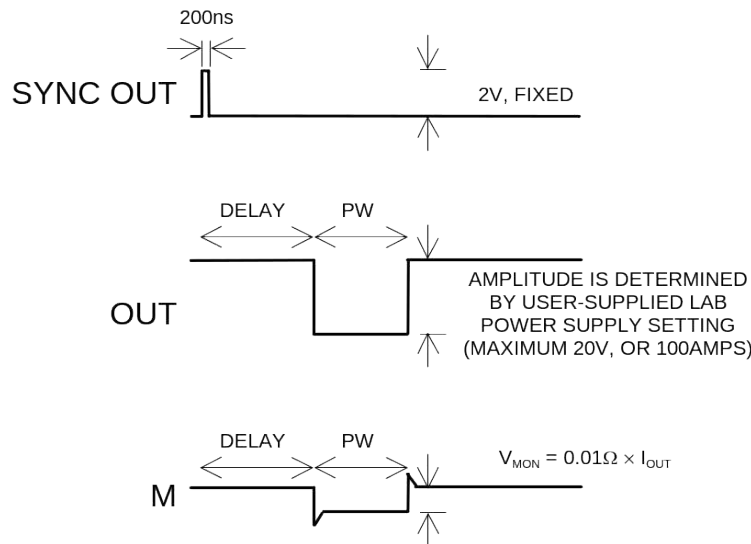 200ns
SYNC OUT
2V, FIXED
DELAY PW
OUT
AMPLITUDE IS DETERMINED
BY USER-SUPPLIED LAB
POWER SUPPLY SETTING
(MAXIMUM 20V, OR 100AMPS)
DELAY PW
M
V_MON = 0.01Ω × I_OUT